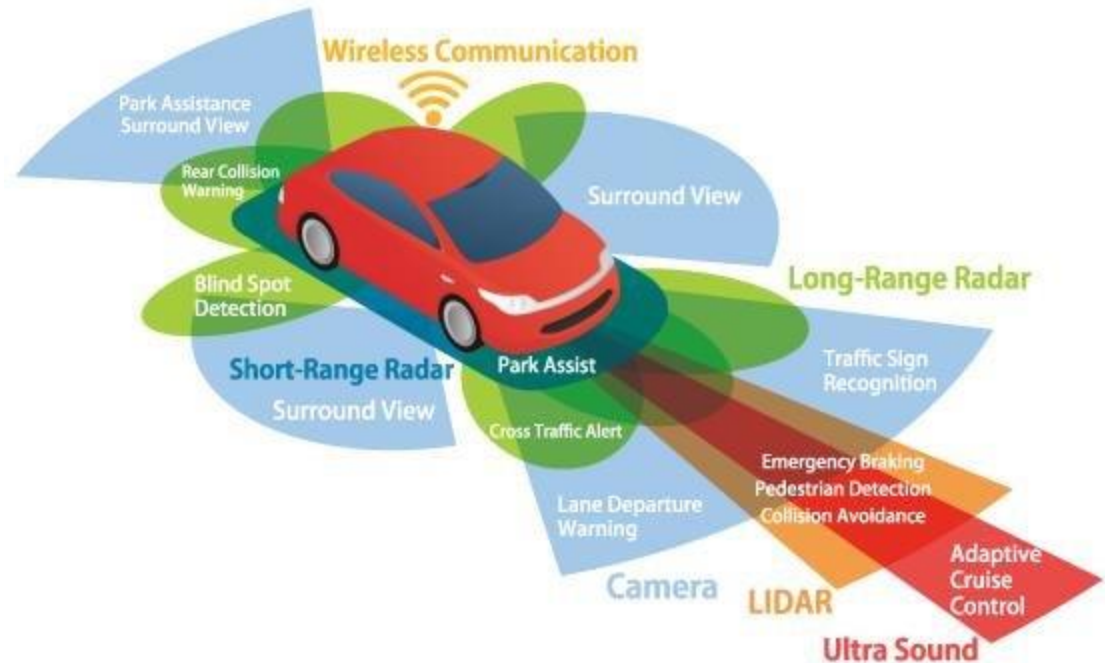 Wireless Communication
Park Assistance
Surround View
Rear Collision
Warning
Surround View
Blind Spot
Detection
Long-Range Radar
Short-Range Radar
Park Assist
Traffic Sign
Recognition
Surround View
Cross Traffic Alert
Emergency Braking
Pedestrian Detection
Collision Avoidance
Lane Departure
Warning
Adaptive
Cruise
Control
Camera
LIDAR
Ultra Sound